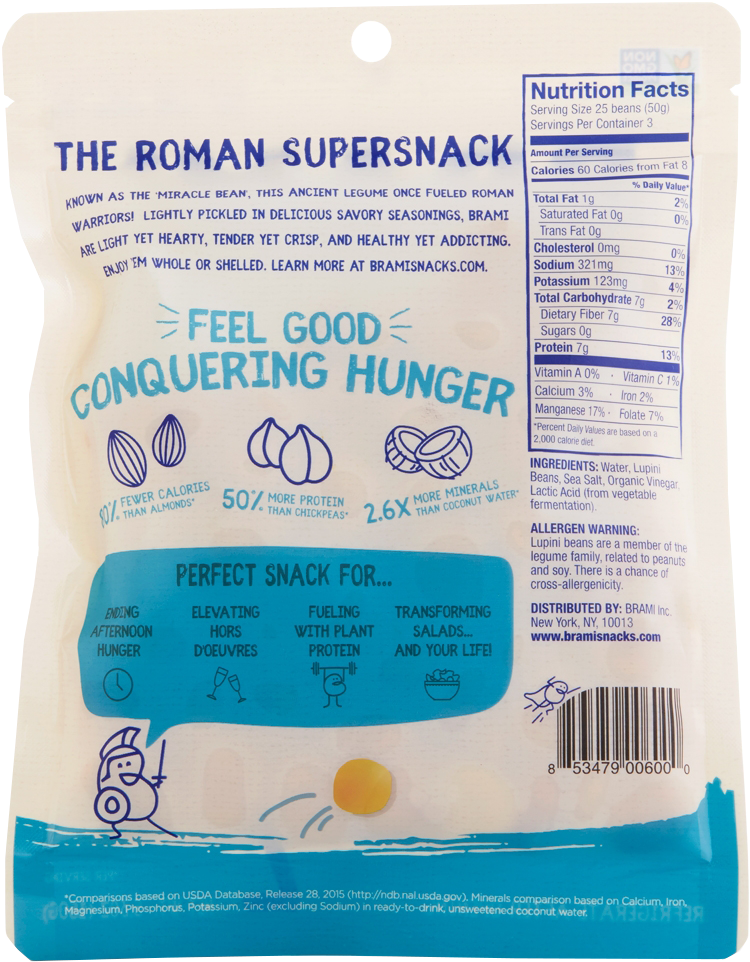 THE ROMAN SUPERSNACK
KNOWN AS THE 'MIRACLE BEAN', THIS ANCIENT LEGUME ONCE FUELED ROMAN
WARRIORS! LIGHTLY PICKLED IN DELICIOUS SAVORY SEASONINGS, BRAMI
ARE LIGHT YET HEARTY, TENDER YET CRISP, AND HEALTHY YET ADDICTING.
ENJOY 'EM WHOLE OR SHELLED. LEARN MORE AT BRAMISNACKS.COM.
FEEL GOOD
CONQUERING HUNGER
FEWER CALORIES
THAN ALMONDS*
50% MORE PROTEIN
THAN CHICKPEAS*
2.6X MORE MINERALS
THAN COCONUT WATER*
PERFECT SNACK FOR...
ENDING
AFTERNOON
HUNGER
ELEVATING
HORS
D'OEUVRES
FUELING
WITH PLANT
PROTEIN
TRANSFORMING
SALADS...
AND YOUR LIFE!
Nutrition Facts
Serving Size 25 beans (50g)
Servings Per Container 3
Amount Per Serving
Calories 60 Calories from Fat 8
% Daily Value*
Total Fat 1g 2%
Saturated Fat 0g 0%
Trans Fat 0g
Cholesterol 0mg 0%
Sodium 321mg 13%
Potassium 123mg 4%
Total Carbohydrate 7g 2%
Dietary Fiber 7g 28%
Sugars 0g
Protein 7g 13%
Vitamin A 0% · Vitamin C 1%
Calcium 3% · Iron 2%
Manganese 17% · Folate 7%
*Percent Daily Values are based on a
2,000 calorie diet.
INGREDIENTS: Water, Lupini
Beans, Sea Salt, Organic Vinegar,
Lactic Acid (from vegetable
fermentation).
ALLERGEN WARNING:
Lupini beans are a member of the
legume family, related to peanuts
and soy. There is a chance of
cross-allergenicity.
DISTRIBUTED BY: BRAMI Inc.
New York, NY, 10013
www.bramisnacks.com
8 53479 00600 0
*Comparisons based on USDA Database, Release 28, 2015 (http://ndb.nal.usda.gov). Minerals comparison based on Calcium, Iron,
Magnesium, Phosphorus, Potassium, Zinc (excluding Sodium) in ready-to-drink, unsweetened coconut water.